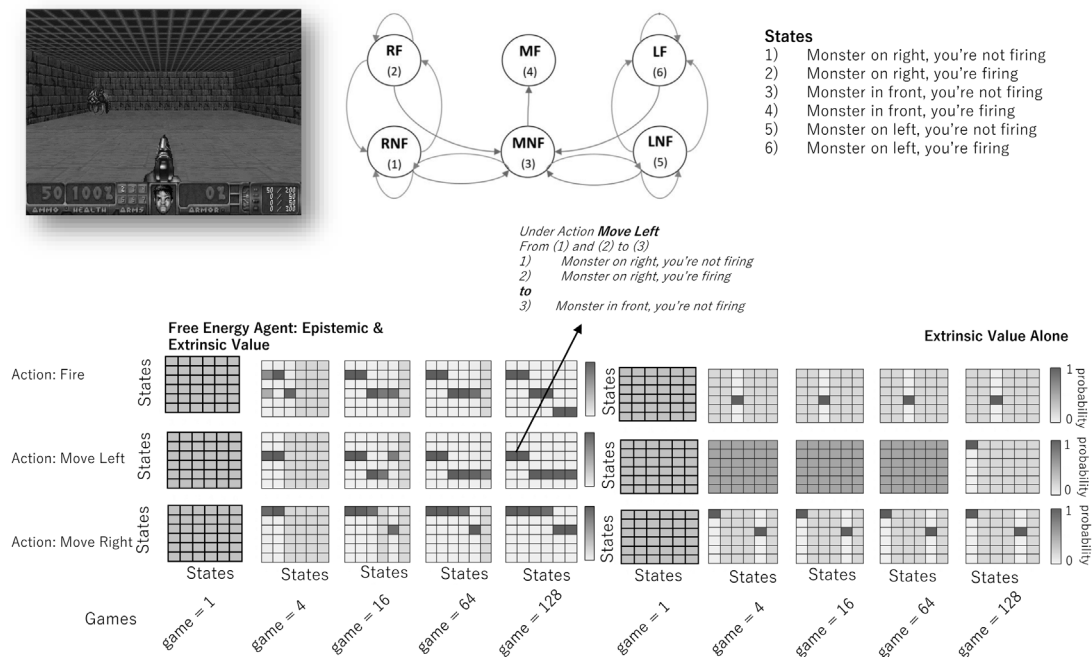 50 100% 0%
AMMO HEALTH ARMS ARMOR
RF
(2)
MF
(4)
LF
(6)
RNF
(1)
MNF
(3)
LNF
(5)
States
1) Monster on right, you're not firing
2) Monster on right, you're firing
3) Monster in front, you're not firing
4) Monster in front, you're firing
5) Monster on left, you're not firing
6) Monster on left, you're firing
Under Action Move Left
From (1) and (2) to (3)
1) Monster on right, you're not firing
2) Monster on right, you're firing
to
3) Monster in front, you're not firing
Free Energy Agent: Epistemic &
Extrinsic Value
Extrinsic Value Alone
Action: Fire
States
States
1
0
probability
Action: Move Left
States
States
1
0
probability
Action: Move Right
States
States
1
0
probability
States States States States States States States States States States
Games
game = 1
game = 4
game = 16
game = 64
game = 128
game = 1
game = 4
game = 16
game = 64
game = 128